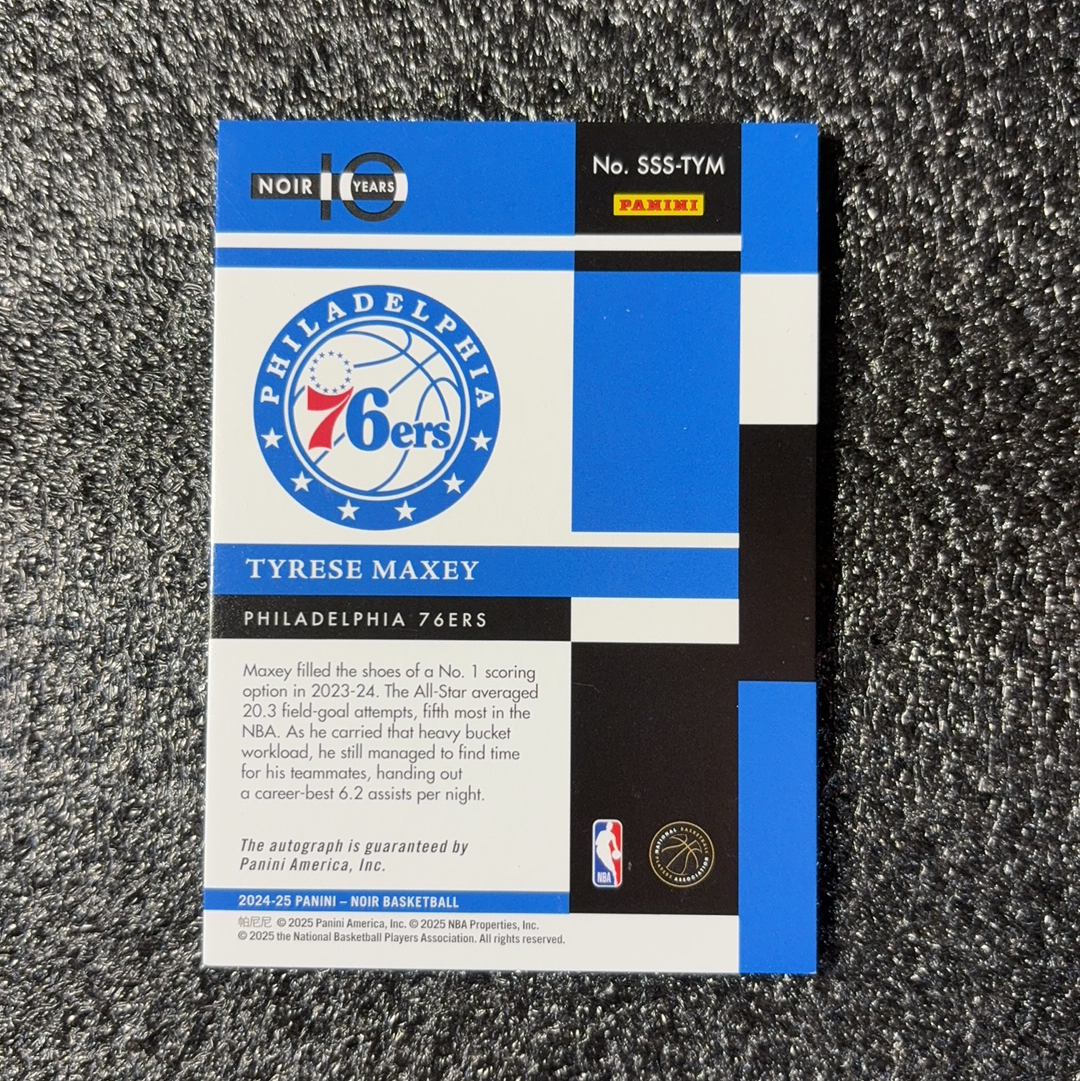 NOIR 10 YEARS
No. SSS-TYM
PANINI
PHILADELPHIA
76ers
TYRESE MAXEY
PHILADELPHIA 76ERS
Maxey filled the shoes of a No. 1 scoring
option in 2023-24. The All-Star averaged
20.3 field-goal attempts, fifth most in the
NBA. As he carried that heavy bucket
workload, he still managed to find time
for his teammates, handing out
a career-best 6.2 assists per night.
The autograph is guaranteed by
Panini America, Inc.
NBA
NATIONAL BASKETBALL
PLAYERS ASSOCIATION
2024-25 PANINI – NOIR BASKETBALL
帕尼尼 © 2025 Panini America, Inc. © 2025 NBA Properties, Inc.
© 2025 the National Basketball Players Association. All rights reserved.